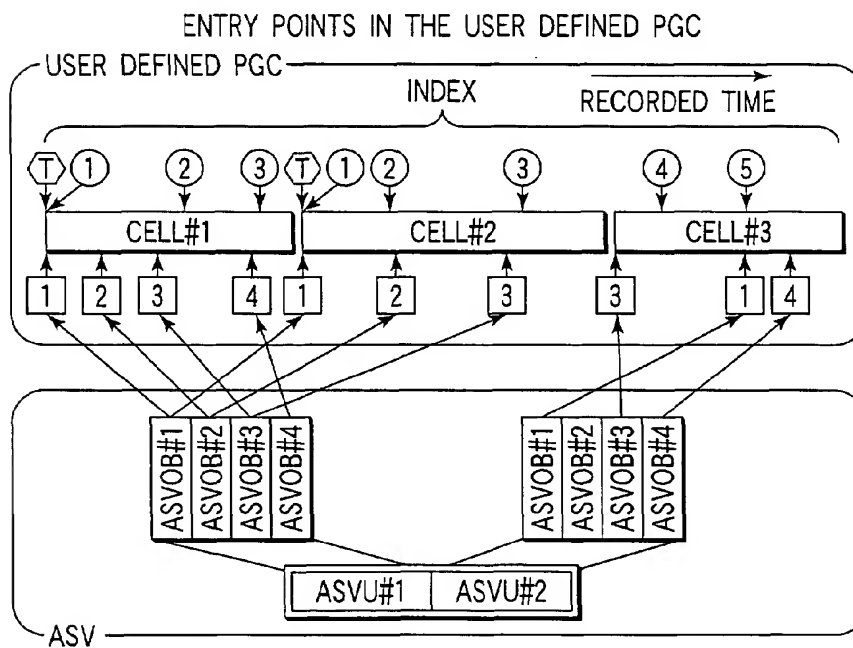 ENTRY POINTS IN THE USER DEFINED PGC
USER DEFINED PGC
INDEX
RECORDED TIME
T 1 2 3 T 1 2 3 4 5
CELL#1 CELL#2 CELL#3
1 2 3 4 1 2 3 3 1 4
ASVOB#1
ASVOB#2
ASVOB#3
ASVOB#4
ASVOB#1
ASVOB#2
ASVOB#3
ASVOB#4
ASVU#1 ASVU#2
ASV